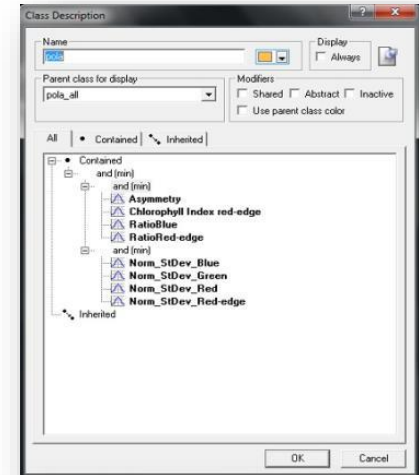 Class Description
Name
Display
pola
Always
Parent class for display
Modifiers
pola_all
Shared Abstract Inactive
Use parent class color
All Contained Inherited
Contained
and (min)
and (min)
Asymmetry
Chlorophyll Index red-edge
RatioBlue
RatioRed-edge
and (min)
Norm_StDev_Blue
Norm_StDev_Green
Norm_StDev_Red
Norm_StDev_Red-edge
Inherited
OK Cancel